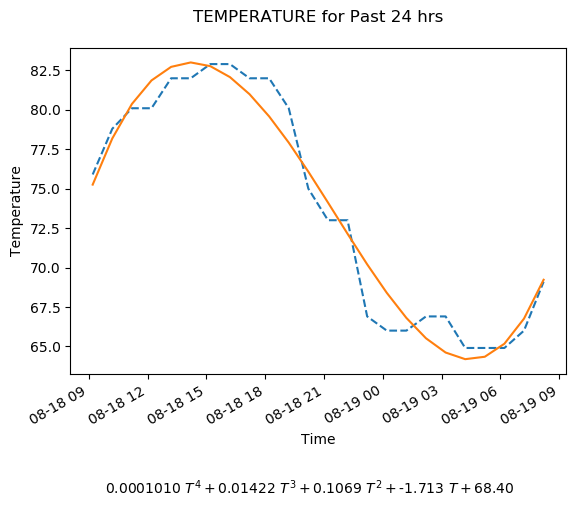 TEMPERATURE for Past 24 hrs
82.5
80.0
77.5
75.0
72.5
70.0
67.5
65.0
Temperature
08-18 09 08-18 12 08-18 15 08-18 18 08-18 21 08-19 00 08-19 03 08-19 06 08-19 09
Time
0.0001010 T⁴ + 0.01422 T³ + 0.1069 T² + -1.713 T + 68.40